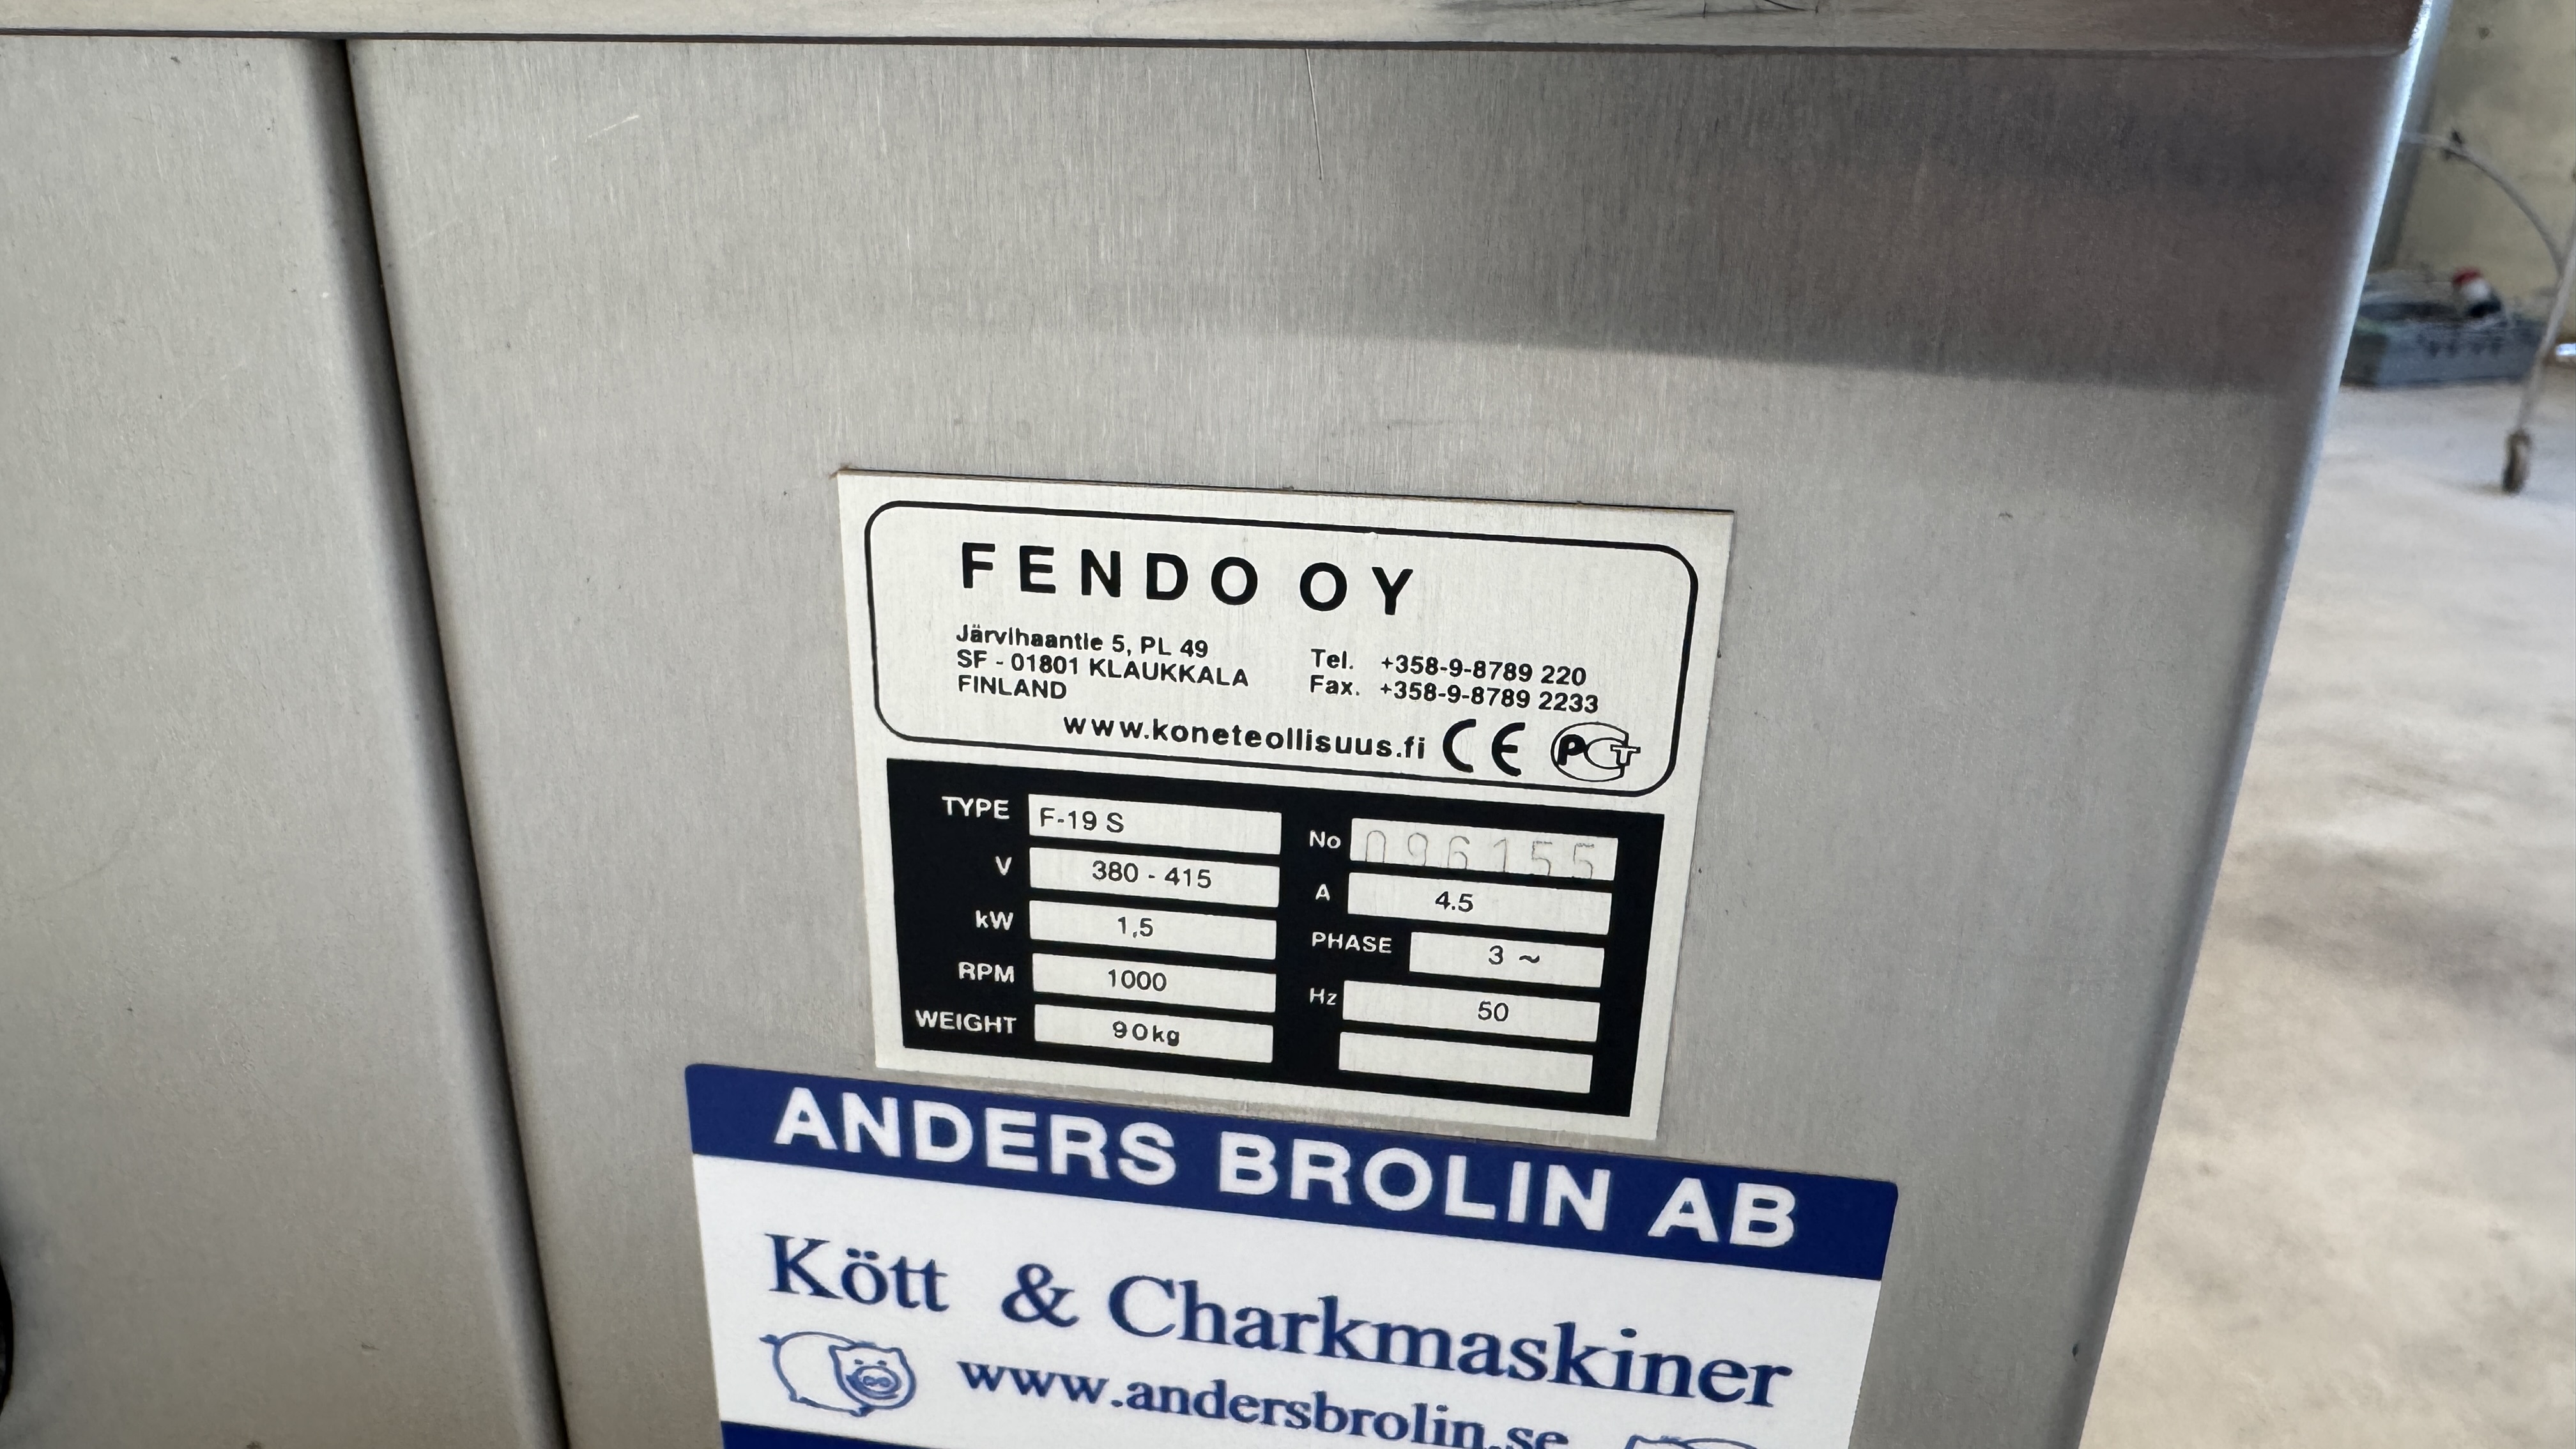 FENDO OY
Järvihaantie 5, PL 49
SF - 01801 KLAUKKALA
FINLAND
Tel. +358-9-8789 220
Fax. +358-9-8789 2233
www.koneteollisuus.fi CE PCT
TYPE F-19 S
V 380 - 415
kW 1,5
RPM 1000
WEIGHT 90kg
No 096155
A 4.5
PHASE 3 ~
Hz 50
ANDERS BROLIN AB
Kött & Charkmaskiner
www.andersbrolin.se